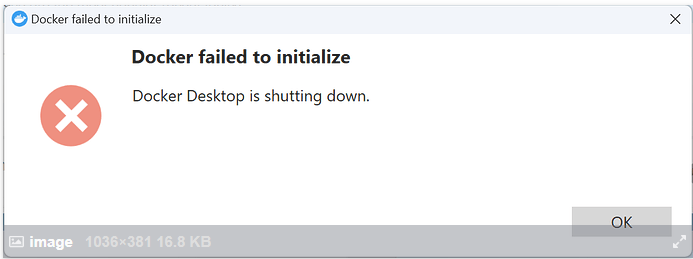 Docker failed to initialize
Docker failed to initialize
Docker Desktop is shutting down.
OK
image 1036×381 16.8 KB